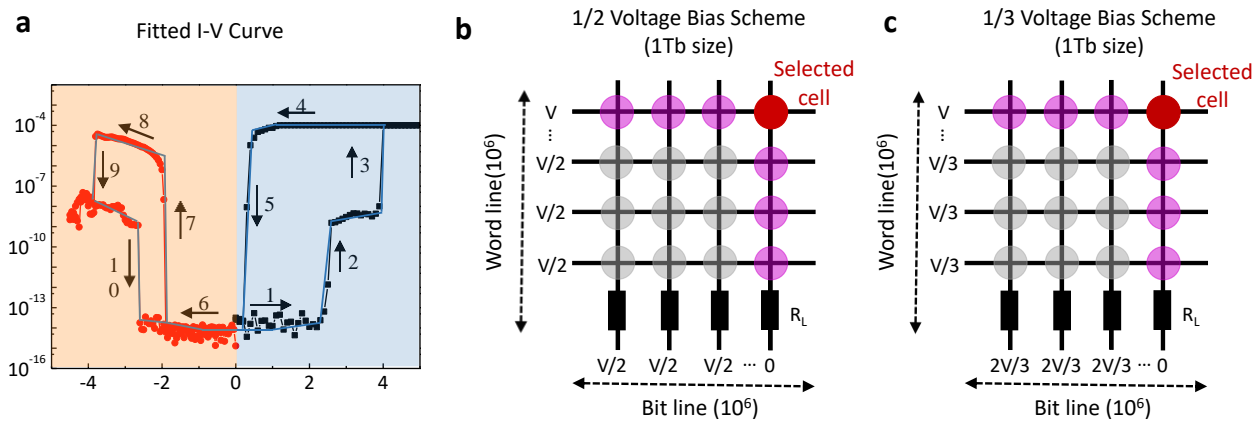 a
Fitted I-V Curve
10⁻⁴
10⁻⁷
10⁻¹⁰
10⁻¹³
10⁻¹⁶
-4
-2
0
2
4
8
9
7
1
0
6
4
3
5
2
1
b
1/2 Voltage Bias Scheme
(1Tb size)
Selected
cell
V
...
V/2
V/2
V/2
Word line(10⁶)
R_L
V/2
V/2
V/2 ... 0
Bit line (10⁶)
c
1/3 Voltage Bias Scheme
(1Tb size)
Selected
cell
V
...
V/3
V/3
V/3
Word line(10⁶)
R_L
2V/3
2V/3
2V/3 ... 0
Bit line (10⁶)